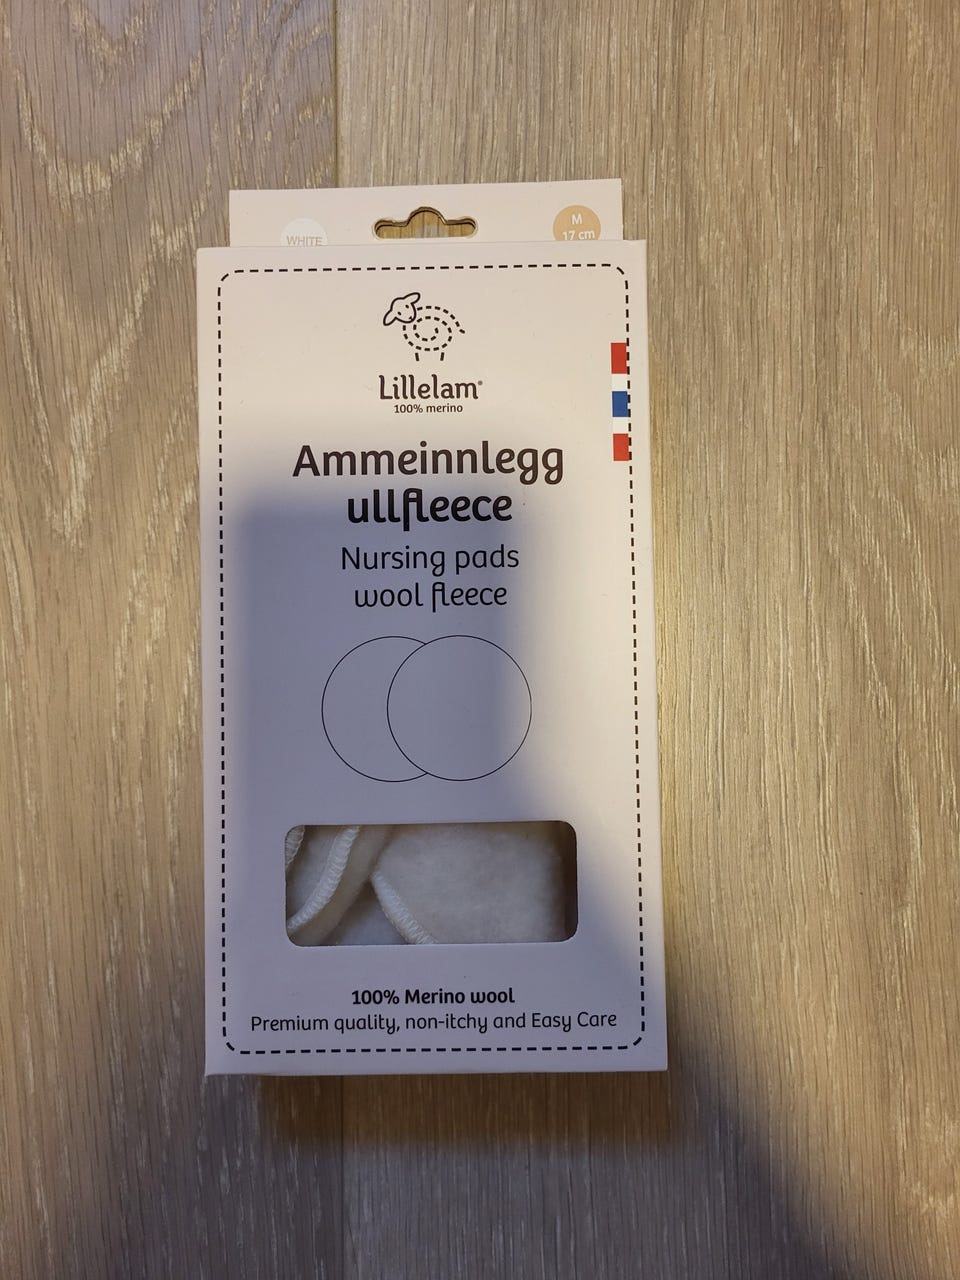 WHITE
M
17 cm
Lillelam®
100% merino
Ammeinnlegg
ullfleece
Nursing pads
wool fleece
100% Merino wool
Premium quality, non-itchy and Easy Care